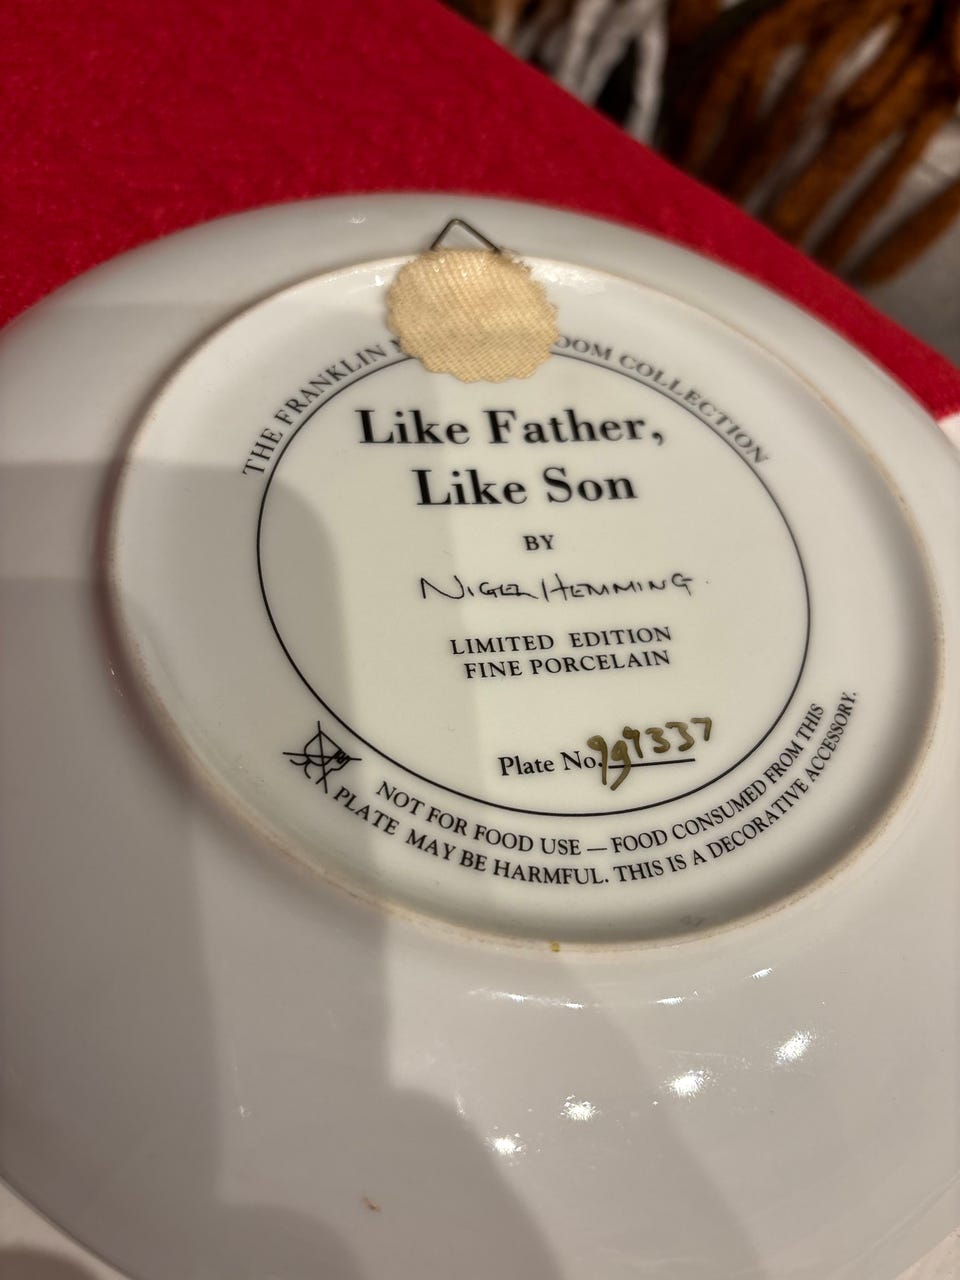 THE FRANKLIN OOM COLLECTION
Like Father,
Like Son
BY
NIGEL HEMMING
LIMITED EDITION
FINE PORCELAIN
Plate No.
NOT FOR FOOD USE — FOOD CONSUMED FROM THIS
PLATE MAY BE HARMFUL. THIS IS A DECORATIVE ACCESSORY.